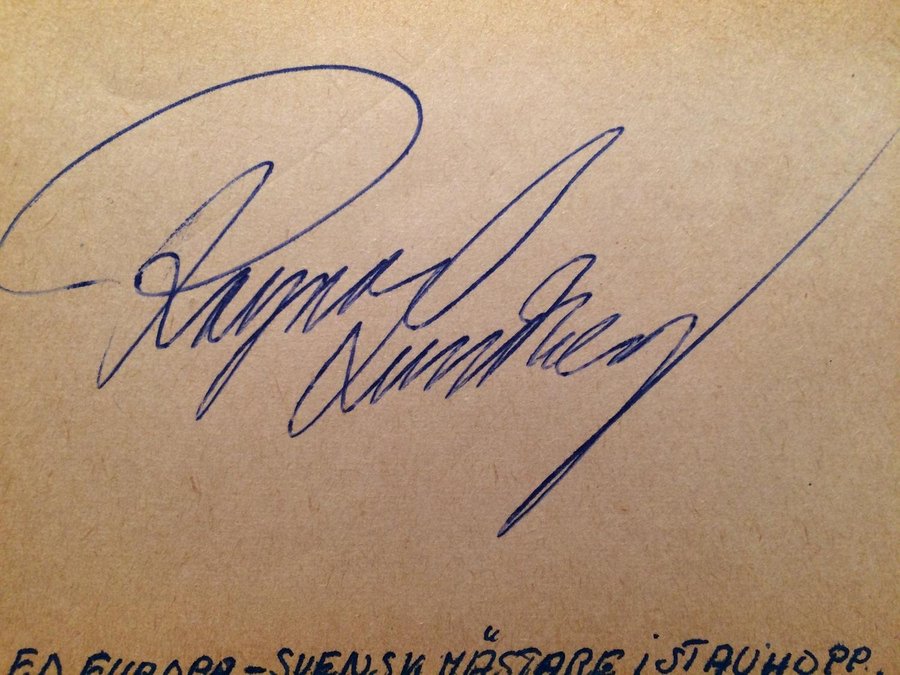 Ragnar
Lundberg
F.D EUROPA-SVENSK MÄSTARE i STAVHOPP.